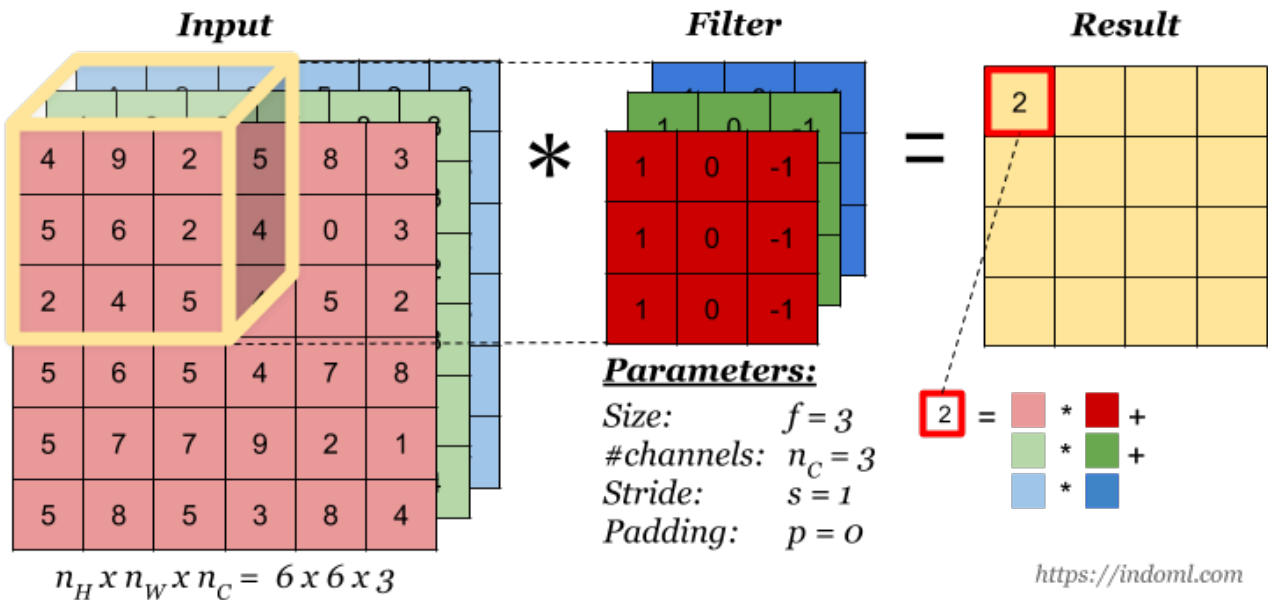 Input
Filter
Result
4 9 2 5 8 3
5 6 2 4 0 3
2 4 5 5 2
5 6 5 4 7 8
5 7 7 9 2 1
5 8 5 3 8 4
n_H x n_W x n_C = 6 x 6 x 3
*
1 0 -1
1 0 -1
1 0 -1
1 0 -1
=
2
Parameters:
Size: f = 3
#channels: n_C = 3
Stride: s = 1
Padding: p = 0
2 = * +
* +
*
https://indoml.com